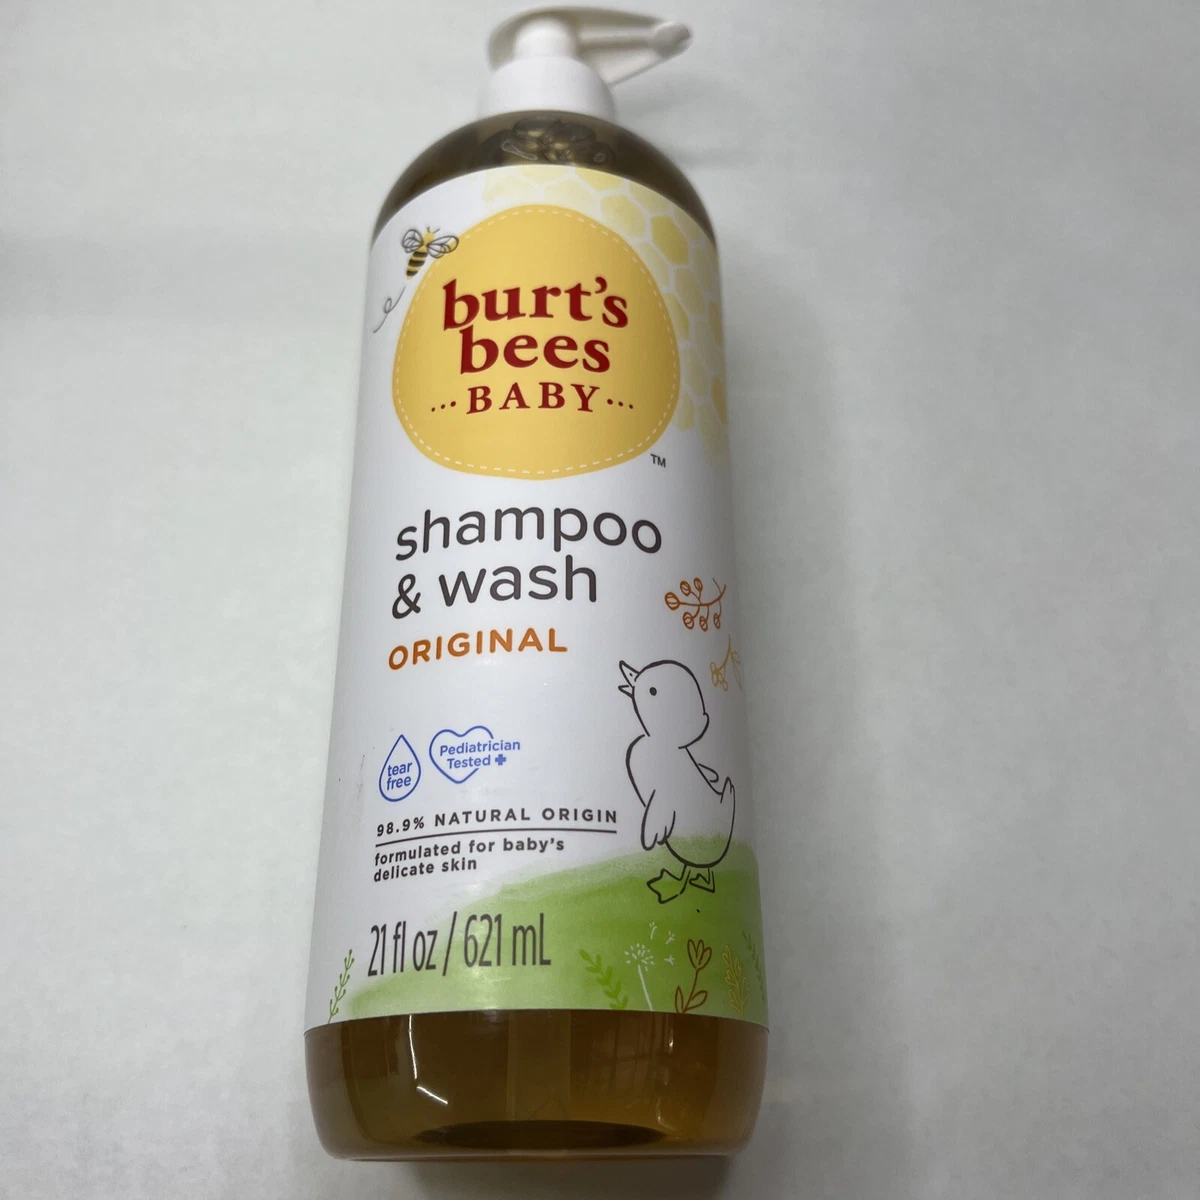 burt's
bees
...BABY...
TM
shampoo
& wash
ORIGINAL
tear
free
Pediatrician
Tested
98.9% NATURAL ORIGIN
formulated for baby's
delicate skin
21 fl oz / 621 mL